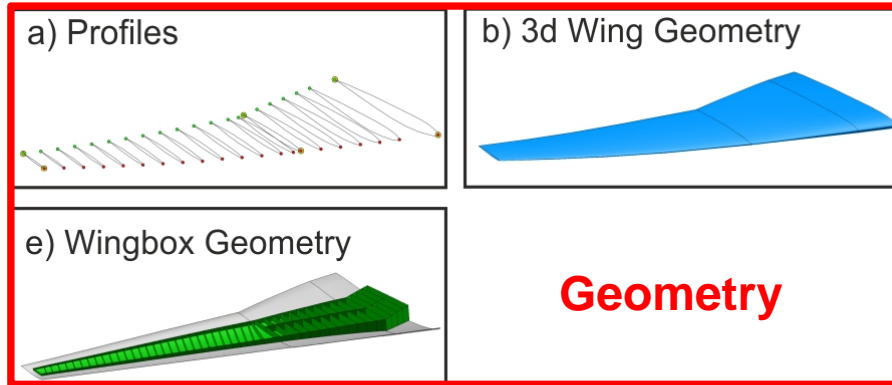 a) Profiles
b) 3d Wing Geometry
e) Wingbox Geometry
Geometry